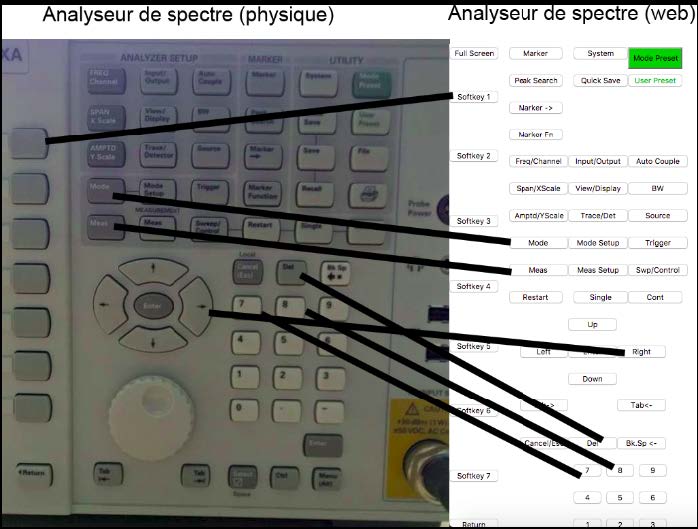 Analyseur de spectre (physique)
Analyseur de spectre (web)
XA
ANALYZER SETUP
MARKER
UTILITY
FREQ Channel
Input/ Output
Auto Couple
Marker
System
Mode Preset
SPAN X Scale
View/ Display
BW
Save
User Preset
AMPTD Y Scale
Trace/ Detector
Source
Marker
Save
File
Mode
Mode Setup
Trigger
Marker Function
Recall
MEASUREMENT
Meas
Meas
Sweep/ Control
Restart
Single
Probe Power
Local
Cancel (Esc)
Del
Bk Sp
Enter
7 8 9
4 5 6
1 2 3
0 . -
Enter
Return
Tab
Tab
Select
Space
Ctrl
Menu (Alt)
Full Screen
Marker
System
Mode Preset
Peak Search
Quick Save
User Preset
Softkey 1
Marker ->
Marker Fn
Softkey 2
Freq/Channel
Input/Output
Auto Couple
Span/XScale
View/Display
BW
Softkey 3
Amptd/YScale
Trace/Det
Source
Mode
Mode Setup
Trigger
Meas
Meas Setup
Swp/Control
Softkey 4
Restart
Single
Cont
Up
Softkey 5
Left
Right
Down
Softkey 6
Tab<-
Cancel/Esc
Del
Bk.Sp <-
Softkey 7
7 8 9
4 5 6
Return
1 2 3